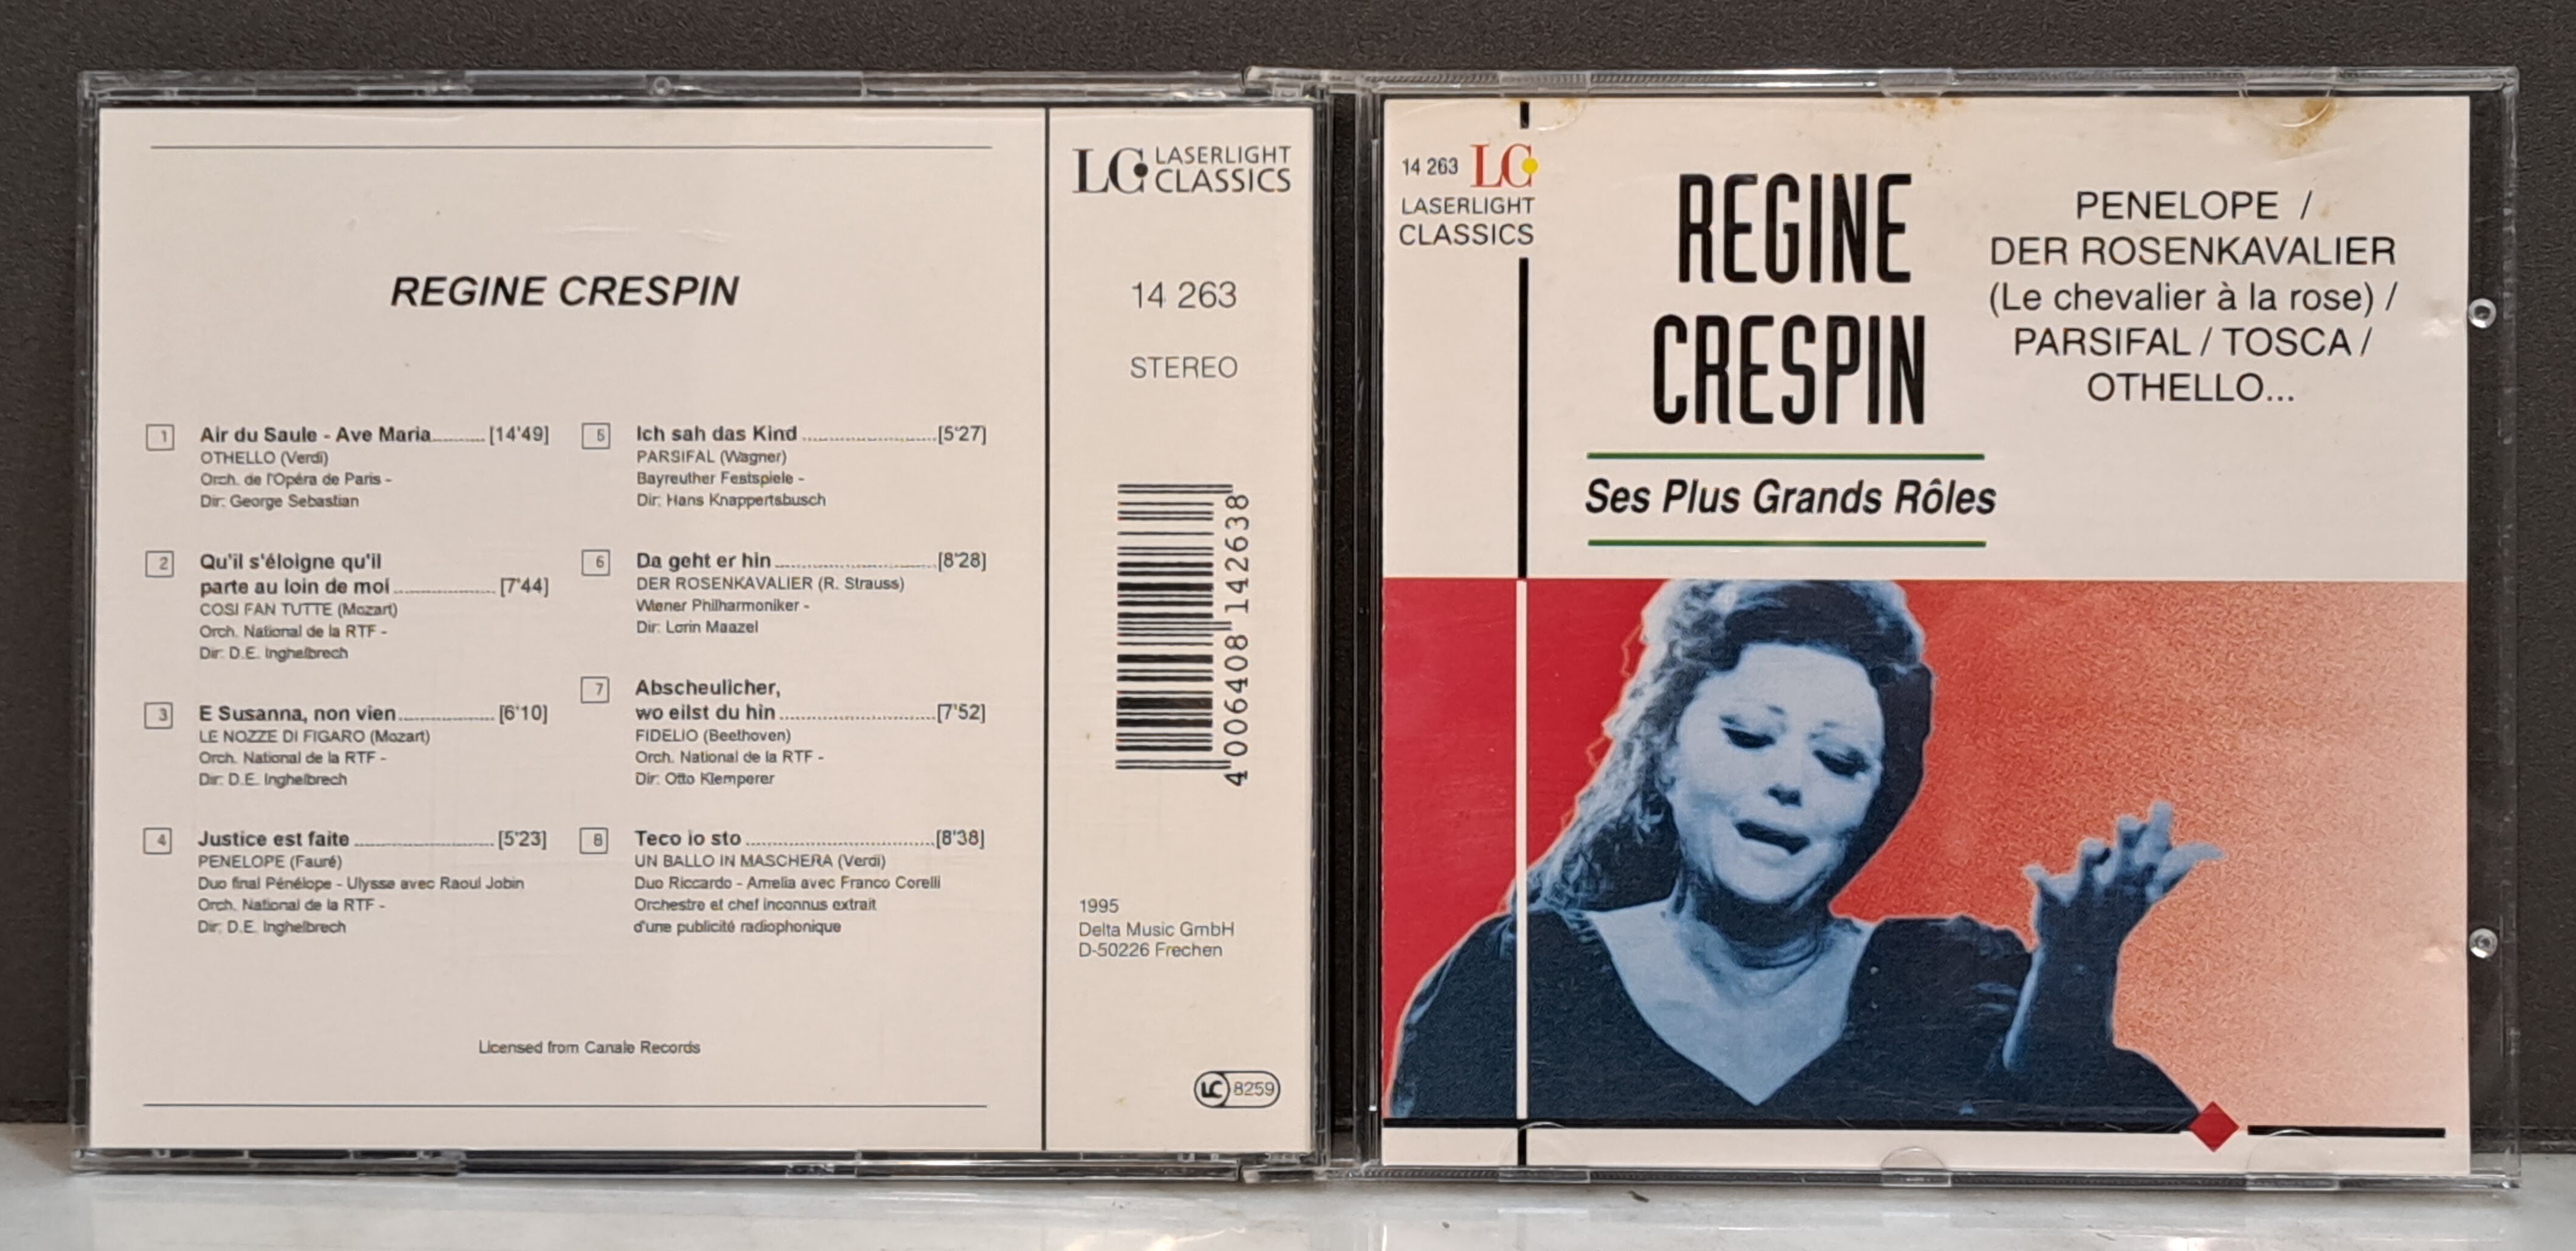 REGINE CRESPIN
1 Air du Saule - Ave Maria.......... [14'49]
OTHELLO (Verdi)
Orch. de l'Opéra de Paris -
Dir: George Sebastian
2 Qu'il s'éloigne qu'il
parte au loin de moi .................... [7'44]
COSI FAN TUTTE (Mozart)
Orch. National de la RTF -
Dir: D.E. Inghelbrech
3 E Susanna, non vien .................. [6'10]
LE NOZZE DI FIGARO (Mozart)
Orch. National de la RTF -
Dir: D.E. Inghelbrech
4 Justice est faite ........................... [5'23]
PENELOPE (Fauré)
Duo final Pénélope - Ulysse avec Raoul Jobin
Orch. National de la RTF -
Dir: D.E. Inghelbrech
5 Ich sah das Kind ..........................[5'27]
PARSIFAL (Wagner)
Bayreuther Festspiele -
Dir: Hans Knappertsbusch
6 Da geht er hin ................................[8'28]
DER ROSENKAVALIER (R. Strauss)
Wiener Philharmoniker -
Dir: Lorin Maazel
7 Abscheulicher,
wo eilst du hin ..............................[7'52]
FIDELIO (Beethoven)
Orch. National de la RTF -
Dir: Otto Klemperer
8 Teco io sto .....................................[8'38]
UN BALLO IN MASCHERA (Verdi)
Duo Riccardo - Amelia avec Franco Corelli
Orchestre et chef inconnus extrait
d'une publicité radiophonique
Licensed from Canale Records
LC LASERLIGHT
CLASSICS
14 263
STEREO
4 006408 142638
1995
Delta Music GmbH
D-50226 Frechen
LC 8259
14 263 LC
LASERLIGHT
CLASSICS
REGINE
CRESPIN
Ses Plus Grands Rôles
PENELOPE /
DER ROSENKAVALIER
(Le chevalier à la rose) /
PARSIFAL / TOSCA /
OTHELLO...